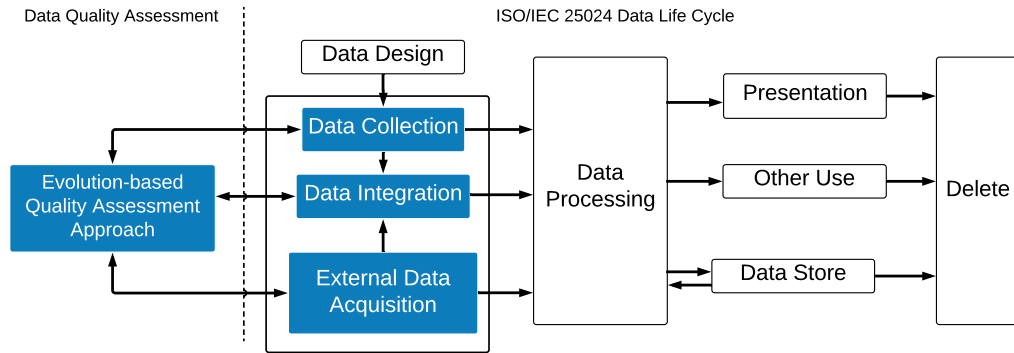 Data Quality Assessment
ISO/IEC 25024 Data Life Cycle
Data Design
Data Collection
Data Integration
External Data
Acquisition
Evolution-based
Quality Assessment
Approach
Data
Processing
Presentation
Other Use
Data Store
Delete